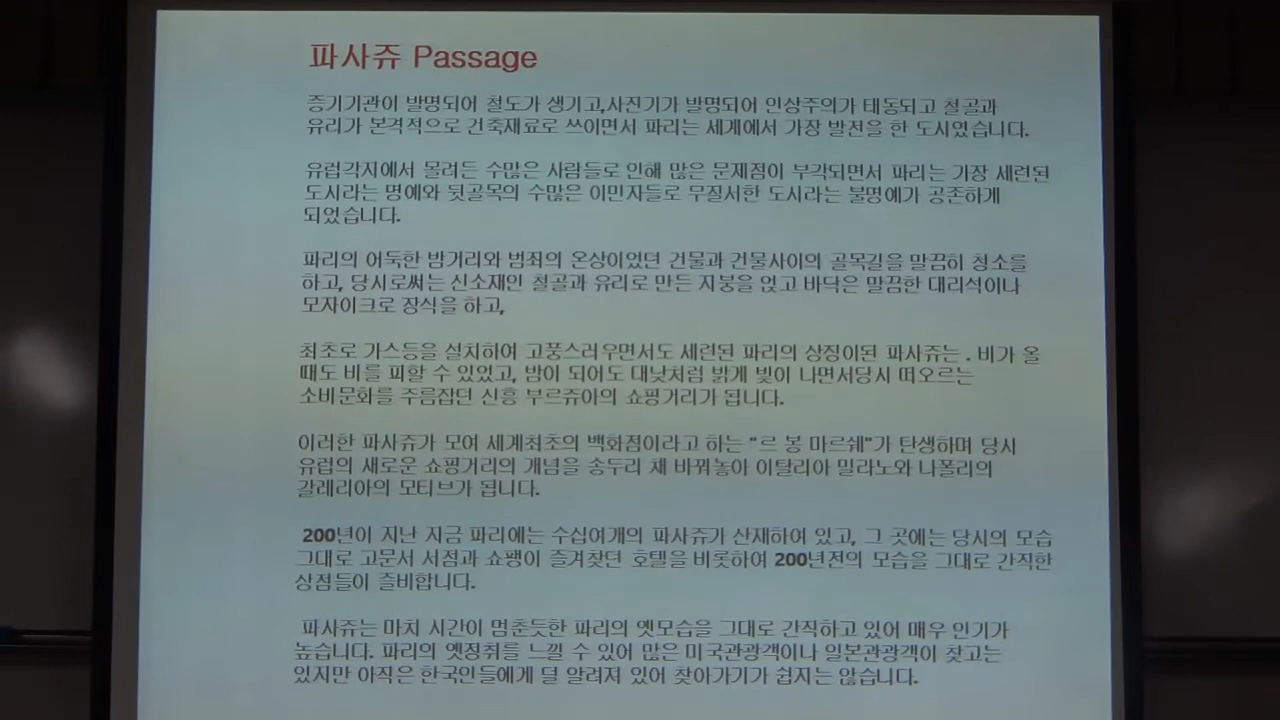 파사쥬 Passage
증기기관이 발명되어 철도가 생기고,사진기가 발명되어 인상주의가 태동되고 철골과
유리가 본격적으로 건축재료로 쓰이면서 파리는 세계에서 가장 발전을 한 도시였습니다.
유럽각지에서 몰려든 수많은 사람들로 인해 많은 문제점이 부각되면서 파리는 가장 세련된
도시라는 명예와 뒷골목의 수많은 이민자들로 무질서한 도시라는 불명예가 공존하게
되었습니다.
파리의 어둑한 밤거리와 범죄의 온상이었던 건물과 건물사이의 골목길을 말끔히 청소를
하고, 당시로써는 신소재인 철골과 유리로 만든 지붕을 얹고 바닥은 말끔한 대리석이나
모자이크로 장식을 하고,
최초로 가스등을 설치하여 고풍스러우면서도 세련된 파리의 상징이된 파사쥬는 . 비가 올
때도 비를 피할 수 있었고, 밤이 되어도 대낮처럼 밝게 빛이 나면서당시 떠오르는
소비문화를 주름잡던 신흥 부르쥬아의 쇼핑거리가 됩니다.
이러한 파사쥬가 모여 세계최초의 백화점이라고 하는 "르 봉 마르쉐"가 탄생하며 당시
유럽의 새로운 쇼핑거리의 개념을 송두리 째 바꿔놓아 이탈리아 밀라노와 나폴리의
갈레리아의 모티브가 됩니다.
200년이 지난 지금 파리에는 수십여개의 파사쥬가 산재하여 있고, 그 곳에는 당시의 모습
그대로 고문서 서점과 쇼팽이 즐겨찾던 호텔을 비롯하여 200년전의 모습을 그대로 간직한
상점들이 즐비합니다.
파사쥬는 마치 시간이 멈춘듯한 파리의 옛모습을 그대로 간직하고 있어 매우 인기가
높습니다. 파리의 옛정취를 느낄 수 있어 많은 미국관광객이나 일본관광객이 찾고는
있지만 아직은 한국인들에게 덜 알려져 있어 찾아가기가 쉽지는 않습니다.